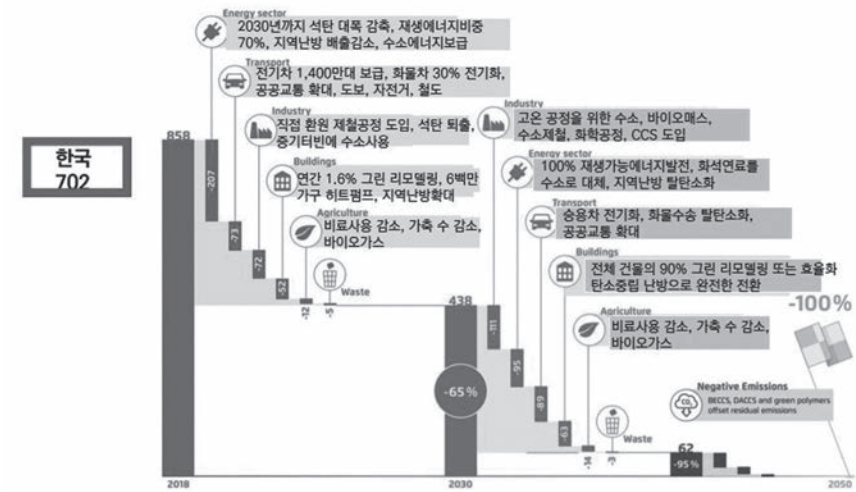 한국
702
858
Energy sector
2030년까지 석탄 대폭 감축, 재생에너지비중
70%, 지역난방 배출감소, 수소에너지보급
-207
Transport
전기차 1,400만대 보급, 화물차 30% 전기화,
공공교통 확대, 도보, 자전거, 철도
-73
Industry
직접 환원 제철공정 도입, 석탄 퇴출,
중기터빈에 수소사용
-72
Buildings
연간 1.6% 그린 리모델링, 6백만
가구 히트펌프, 지역난방확대
-52
Agriculture
비료사용 감소, 가축 수 감소,
바이오가스
-12
Waste
-5
438
-65%
Industry
고온 공정을 위한 수소, 바이오매스,
수소제철, 화학공정, CCS 도입
-111
Energy sector
100% 재생가능에너지발전, 화석연료를
수소로 대체, 지역난방 탈탄소화
-95
Transport
승용차 전기화, 화물수송 탈탄소화,
공공교통 확대
-89
Buildings
전체 건물의 90% 그린 리모델링 또는 효율화
탄소중립 난방으로 완전한 전환
-63
Agriculture
비료사용 감소, 가축 수 감소,
바이오가스
-14
Waste
-3
62
-95%
CO₂
Negative Emissions
BECCS, DACCS and green polymers
offset residual emissions
-100%
2018
2030
2050